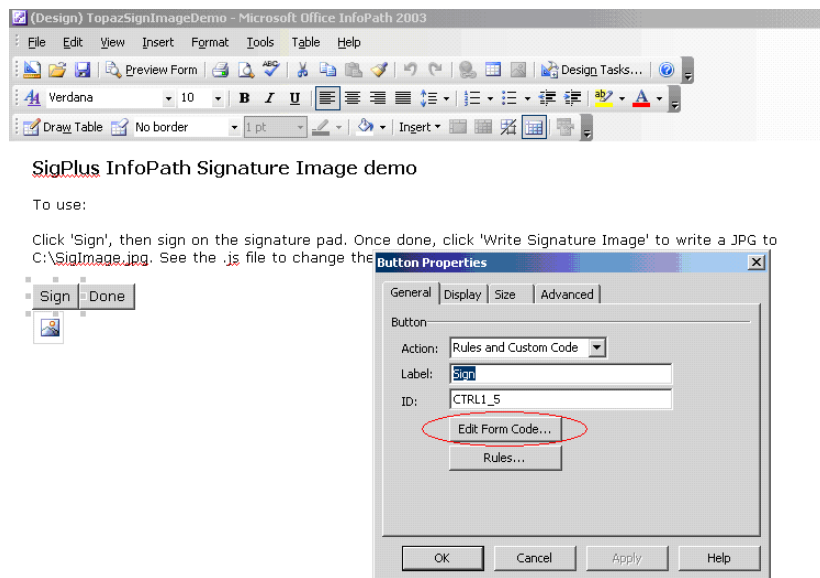 (Design) TopazSignImageDemo - Microsoft Office InfoPath 2003
File Edit View Insert Format Tools Table Help
Preview Form Design Tasks...
Verdana 10 B I U
Draw Table No border 1 pt Insert
SigPlus InfoPath Signature Image demo
To use:
Click 'Sign', then sign on the signature pad. Once done, click 'Write Signature Image' to write a JPG to
C:\SigImage.jpg. See the .js file to change the
Sign Done
Button Properties
General Display Size Advanced
Button
Action: Rules and Custom Code
Label: Sign
ID: CTRL1_5
Edit Form Code...
Rules...
OK Cancel Apply Help